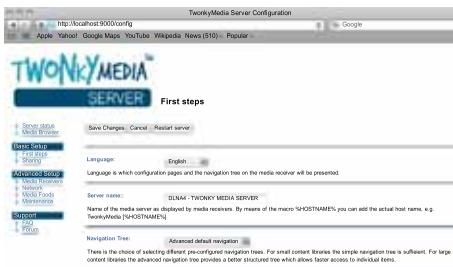 TwonkyMedia Server Configuration
http://localhost:9000/config
Google
Apple Yahoo! Google Maps YouTube Wikipedia News (510) Popular
TWONKYMEDIA™
SERVER
First steps
Server status
Media Browser
Save Changes Cancel Restart server
Basic Setup
First steps
Sharing
Advanced Setup
Media Receivers
Network
Media Feeds
Maintenance
Support
FAQ
Forum
Language:
English
Language is which configuration pages and the navigation tree on the media receiver will be presented.
Server name::
DLNA4 - TWONKY MEDIA SERVER
Name of the media server as displayed by media receivers. By means of the macro %HOSTNAME% you can add the actual host name, e.g.
TwonkyMedia [%HOSTNAME%]
Navigation Tree:
Advanced default navigation
There is the choice of selecting different pre-configured navigation trees. For small content libraries the simple navigation tree is suffieient. For large
content libraries the advanced navigation tree provides a better structured tree which allows faster access to individual items.